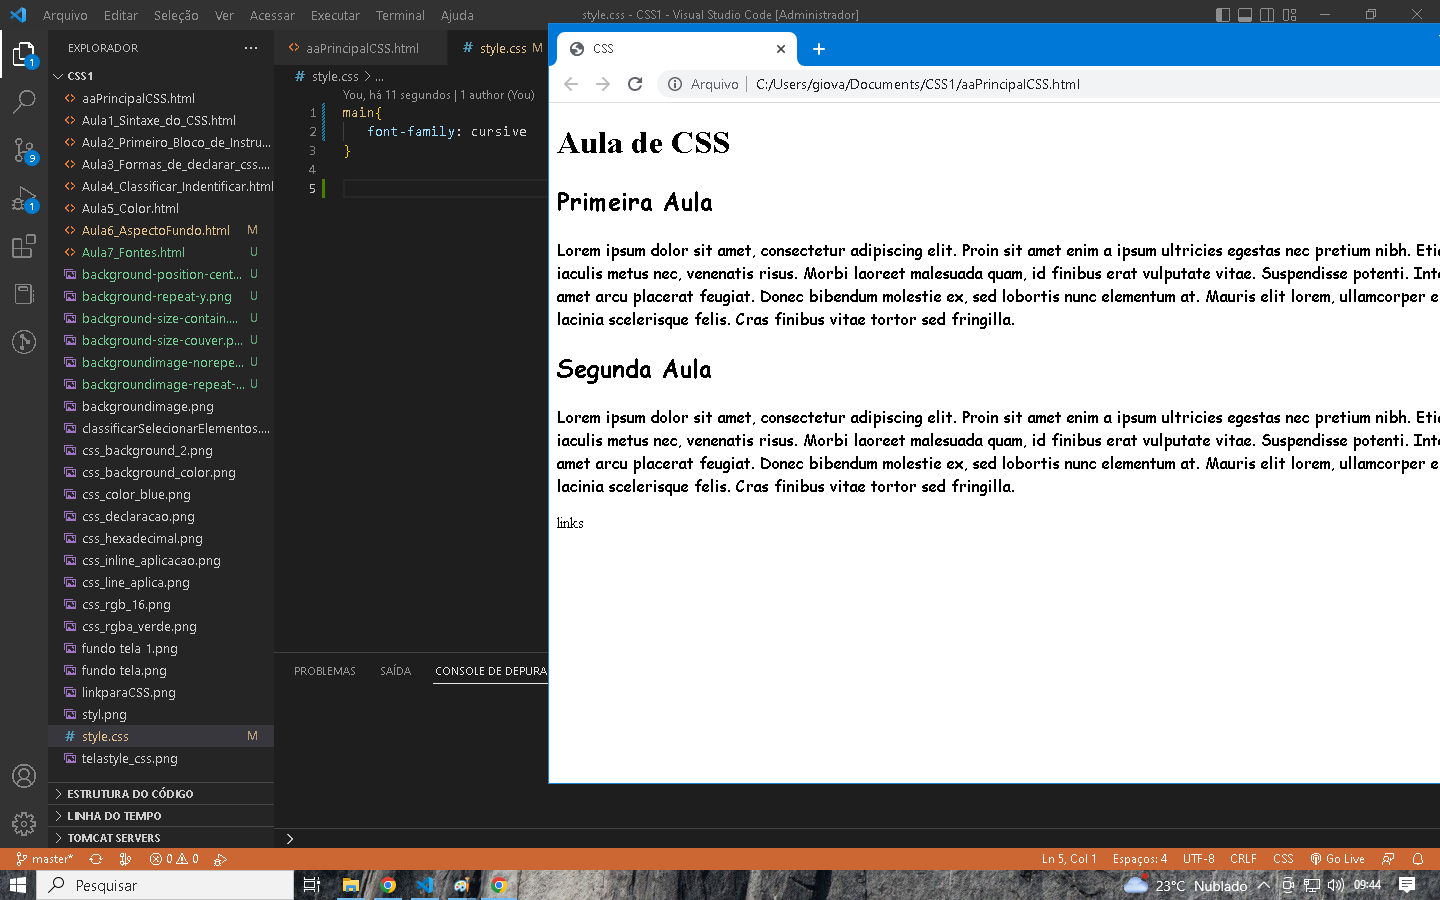 Arquivo Editar Seleção Ver Acessar Executar Terminal Ajuda
style.css - CSS1 - Visual Studio Code [Administrador]
EXPLORADOR
CSS1
aaPrincipalCSS.html
Aula1_Sintaxe_do_CSS.html
Aula2_Primeiro_Bloco_de_Instru...
Aula3_Formas_de_declarar_css....
Aula4_Classificar_Indentificar.html
Aula5_Color.html
Aula6_AspectoFundo.html M
Aula7_Fontes.html U
background-position-cent... U
background-repeat-y.png U
background-size-contain.... U
background-size-couver.p... U
backgroundimage-norepe... U
backgroundimage-repeat-... U
backgroundimage.png
classificarSelecionarElementos....
css_background_2.png
css_background_color.png
css_color_blue.png
css_declaracao.png
css_hexadecimal.png
css_inline_aplicacao.png
css_line_aplica.png
css_rgb_16.png
css_rgba_verde.png
fundo tela 1.png
fundo tela.png
linkparaCSS.png
styl.png
# style.css M
telastyle_css.png
ESTRUTURA DO CÓDIGO
LINHA DO TEMPO
TOMCAT SERVERS
1
9
1
aaPrincipalCSS.html
# style.css M
# style.css > ...
You, há 11 segundos | 1 author (You)
1 main{
2 font-family: cursive
3 }
4
5
PROBLEMAS SAÍDA CONSOLE DE DEPURA
CSS
Arquivo | C:/Users/giova/Documents/CSS1/aaPrincipalCSS.html
Aula de CSS
Primeira Aula
Lorem ipsum dolor sit amet, consectetur adipiscing elit. Proin sit amet enim a ipsum ultricies egestas nec pretium nibh. Etic
iaculis metus nec, venenatis risus. Morbi laoreet malesuada quam, id finibus erat vulputate vitae. Suspendisse potenti. Inte
amet arcu placerat feugiat. Donec bibendum molestie ex, sed lobortis nunc elementum at. Mauris elit lorem, ullamcorper e
lacinia scelerisque felis. Cras finibus vitae tortor sed fringilla.
Segunda Aula
Lorem ipsum dolor sit amet, consectetur adipiscing elit. Proin sit amet enim a ipsum ultricies egestas nec pretium nibh. Etic
iaculis metus nec, venenatis risus. Morbi laoreet malesuada quam, id finibus erat vulputate vitae. Suspendisse potenti. Inte
amet arcu placerat feugiat. Donec bibendum molestie ex, sed lobortis nunc elementum at. Mauris elit lorem, ullamcorper e
lacinia scelerisque felis. Cras finibus vitae tortor sed fringilla.
links
master* 0 0
Ln 5, Col 1 Espaços: 4 UTF-8 CRLF CSS Go Live
Pesquisar
23°C Nublado 09:44